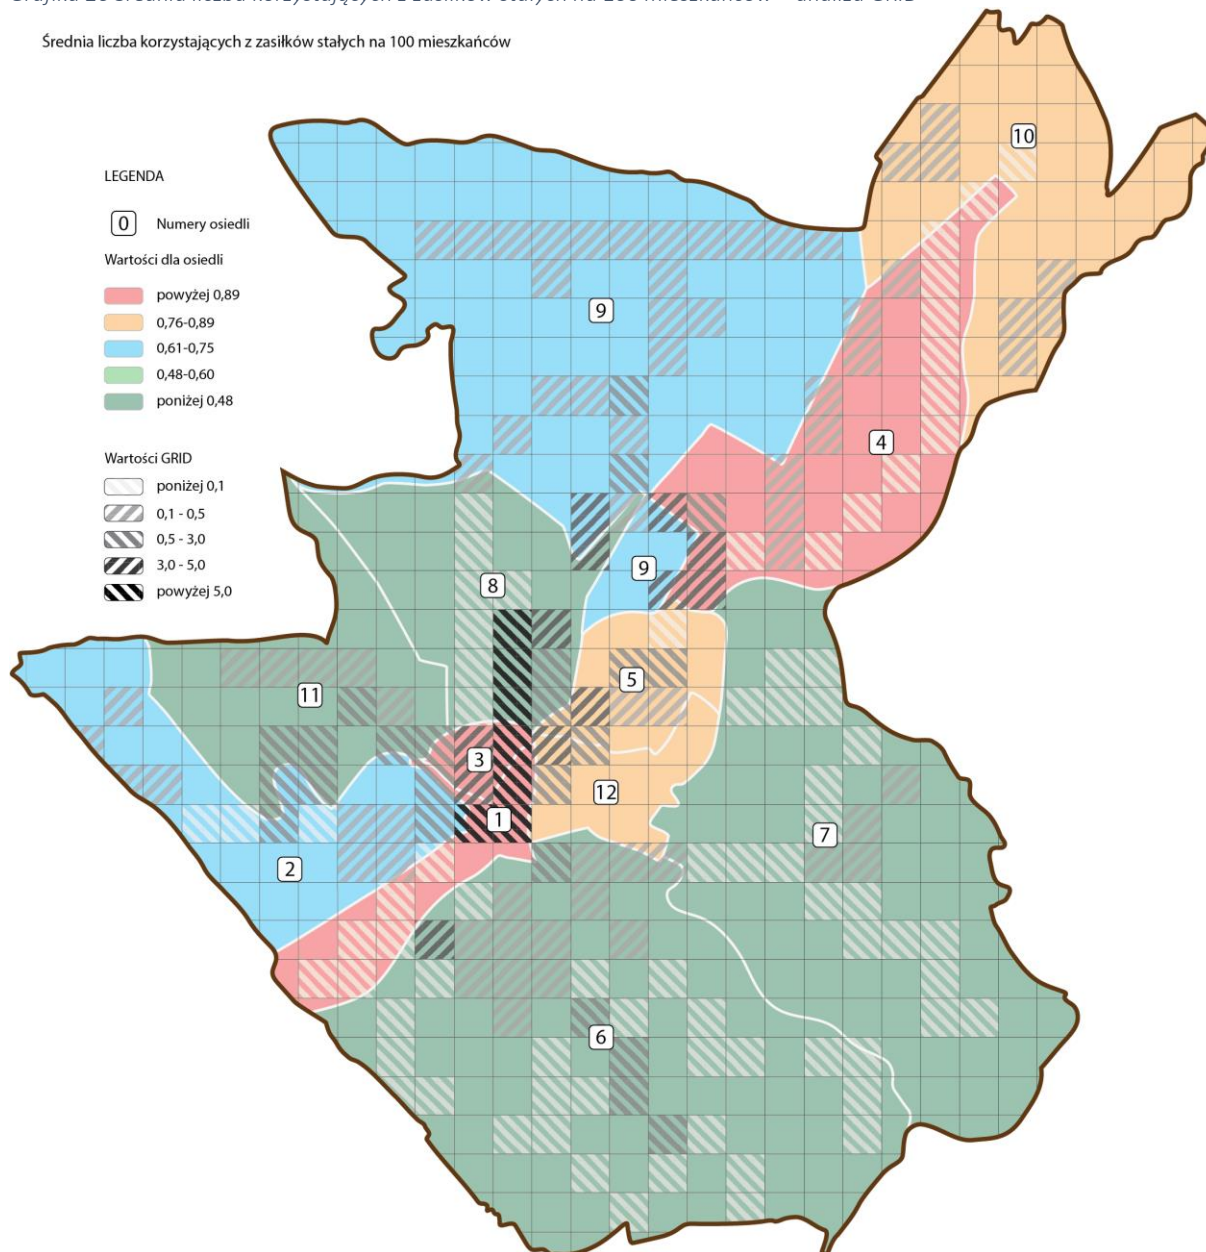 Średnia liczba korzystających z zasiłków stałych na 100 mieszkańców
LEGENDA
0 Numery osiedli
Wartości dla osiedli
powyżej 0,89
0,76-0,89
0,61-0,75
0,48-0,60
poniżej 0,48
Wartości GRID
poniżej 0,1
0,1 - 0,5
0,5 - 3,0
3,0 - 5,0
powyżej 5,0
10
9
4
9
8
5
11
3
12
1
7
2
6